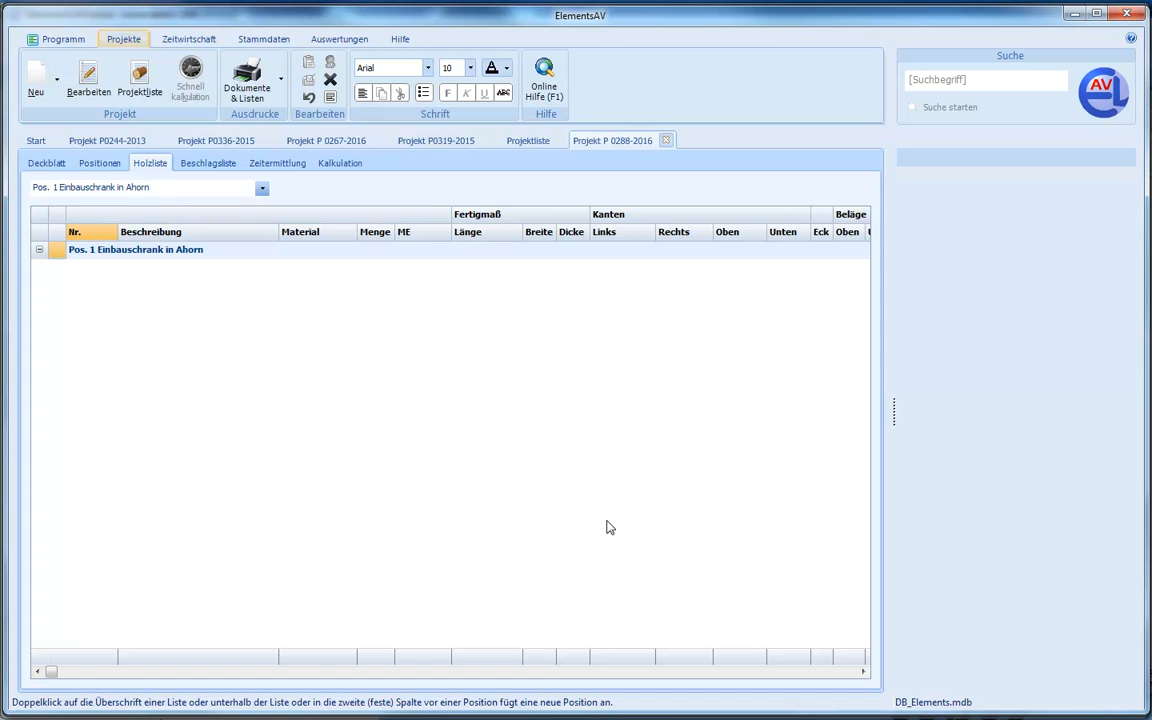 ElementsAV
Programm Projekte Zeitwirtschaft Stammdaten Auswertungen Hilfe
Neu Bearbeiten Projektliste Schnell kalkulation Dokumente & Listen
Arial 10 A
F K U ABC
Online Hilfe (F1)
Projekt Ausdrucke Bearbeiten Schrift Hilfe
Suche
[Suchbegriff]
Suche starten
AV
Start Projekt P0244-2013 Projekt P0336-2015 Projekt P 0267-2016 Projekt P0319-2015 Projektliste Projekt P 0288-2016
Deckblatt Positionen Holzliste Beschlagsliste Zeitermittlung Kalkulation
Pos. 1 Einbauschrank in Ahorn
Fertigmaß Kanten Beläge
Nr. Beschreibung Material Menge ME Länge Breite Dicke Links Rechts Oben Unten Eck Oben
Pos. 1 Einbauschrank in Ahorn
Doppelklick auf die Überschrift einer Liste oder unterhalb der Liste oder in die zweite (feste) Spalte vor einer Position fügt eine neue Position an.
DB_Elements.mdb